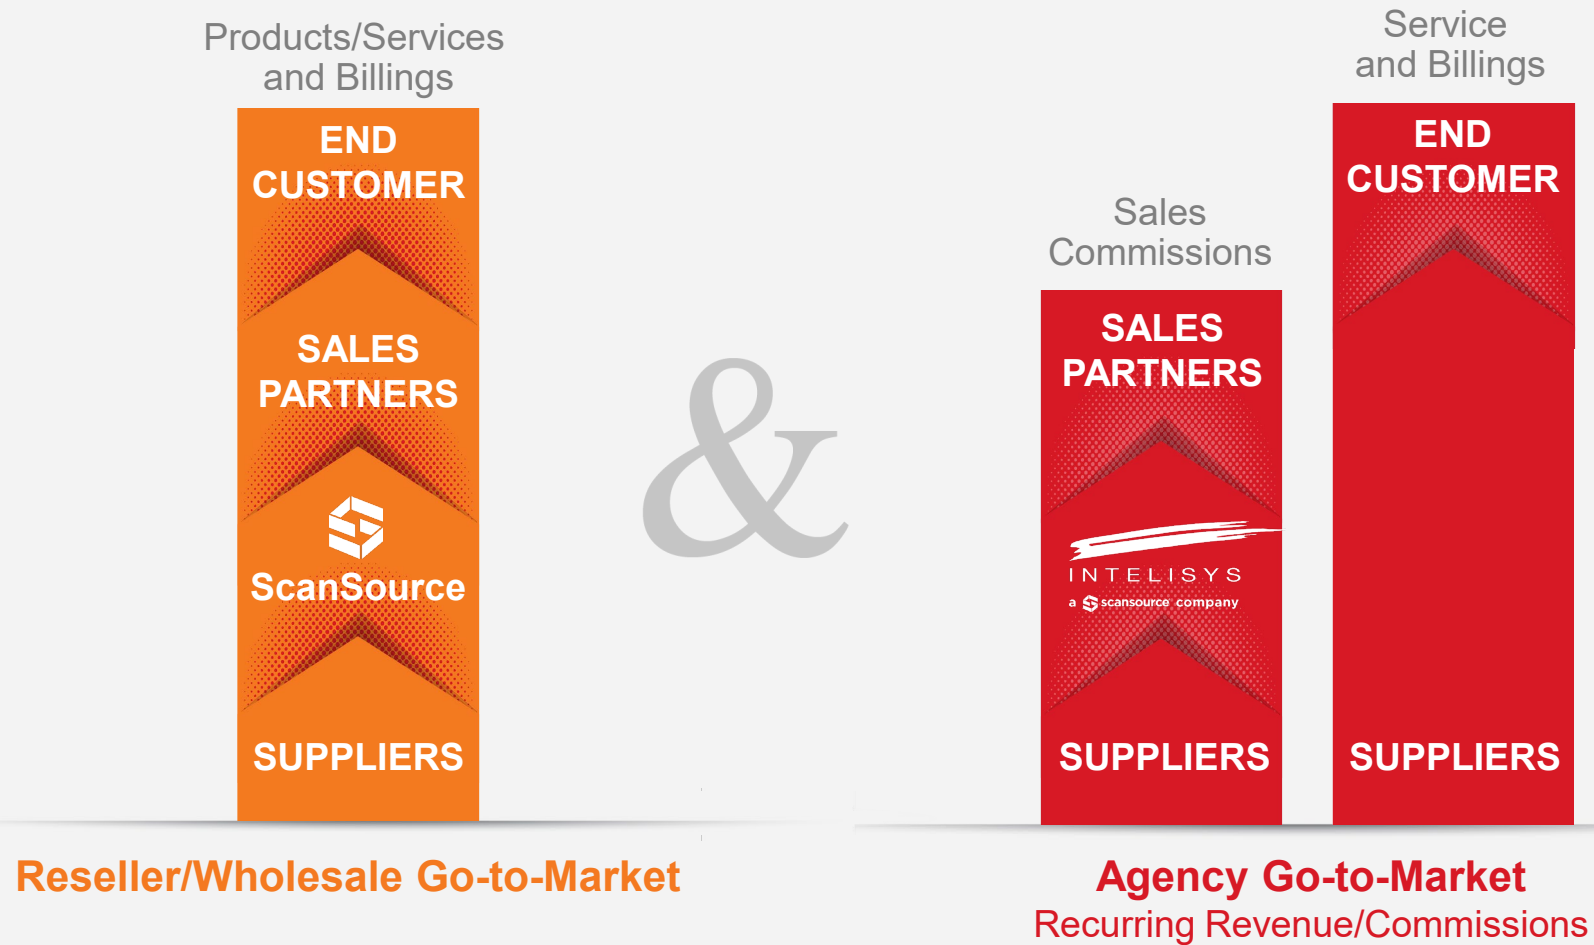 Products/Services
and Billings
END
CUSTOMER
SALES
PARTNERS
ScanSource
SUPPLIERS
Reseller/Wholesale Go-to-Market
&
Sales
Commissions
SALES
PARTNERS
INTELISYS
a scansource company
SUPPLIERS
Service
and Billings
END
CUSTOMER
SUPPLIERS
Agency Go-to-Market
Recurring Revenue/Commissions